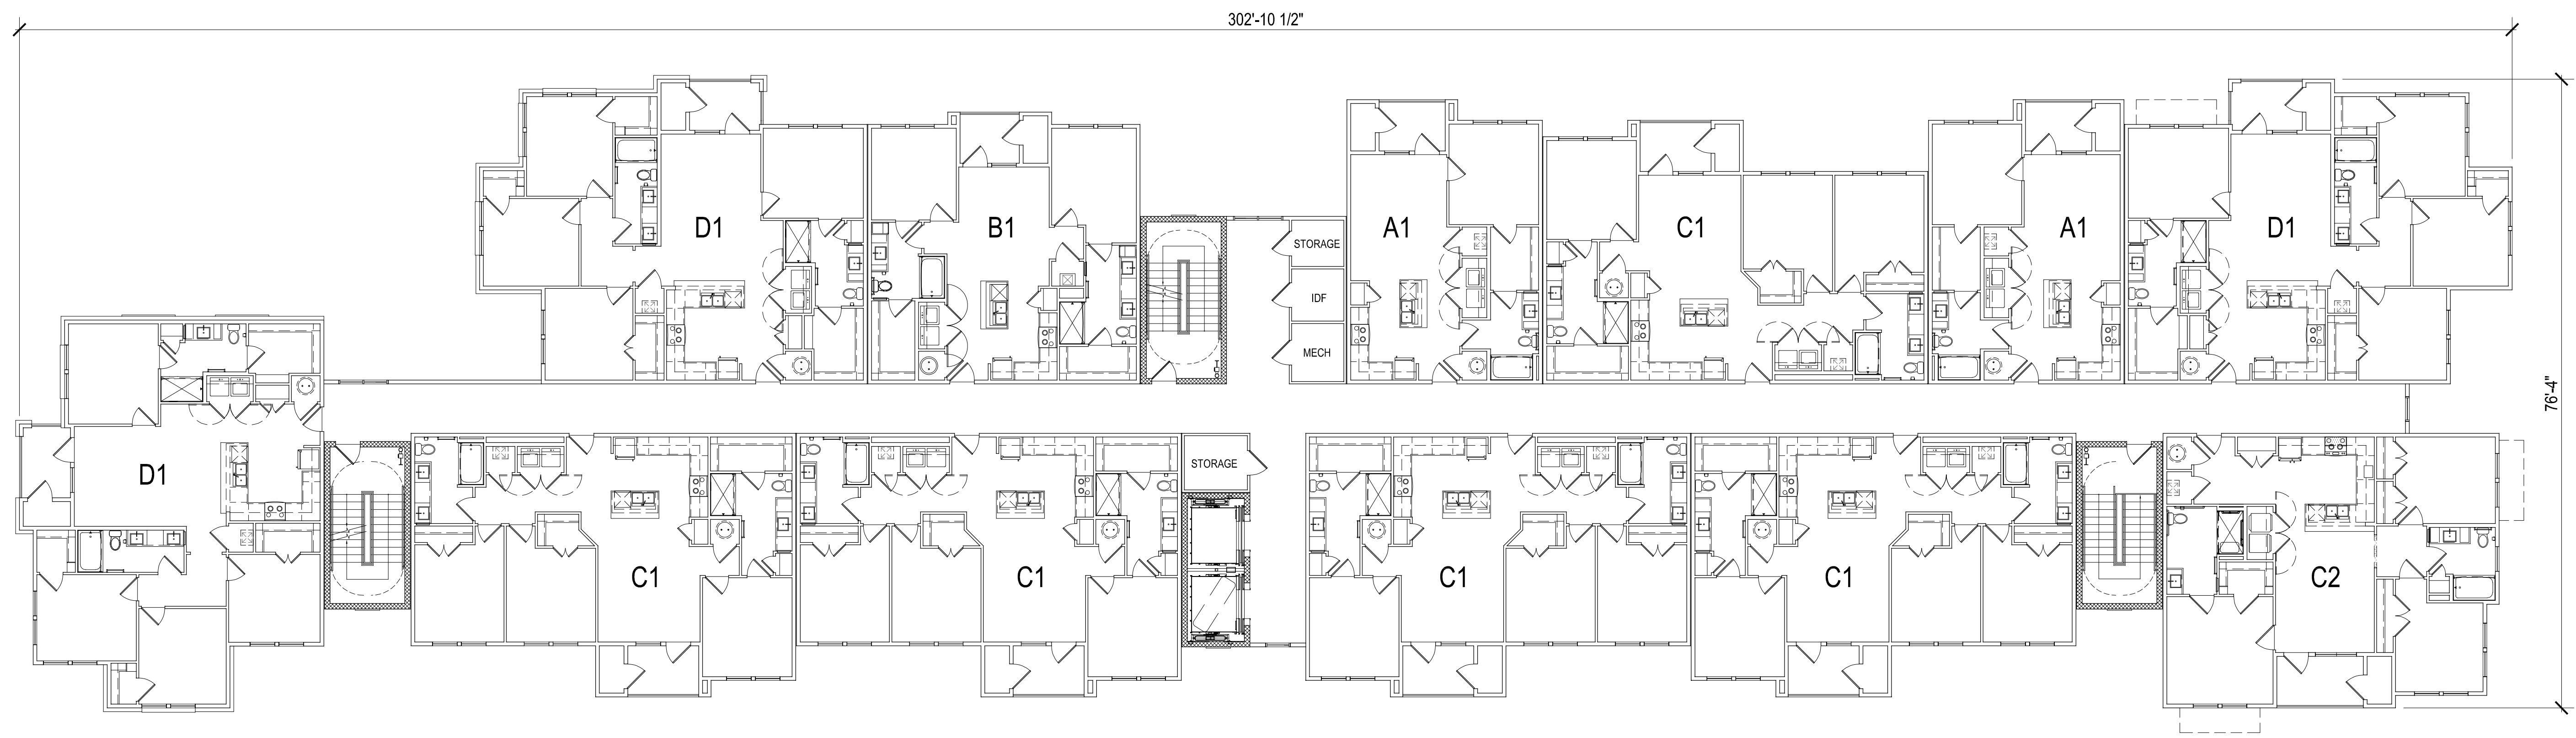 302'-10 1/2"
D1
B1
STORAGE
IDF
MECH
A1
C1
A1
D1
76'-4"
D1
C1
C1
STORAGE
C1
C1
C2